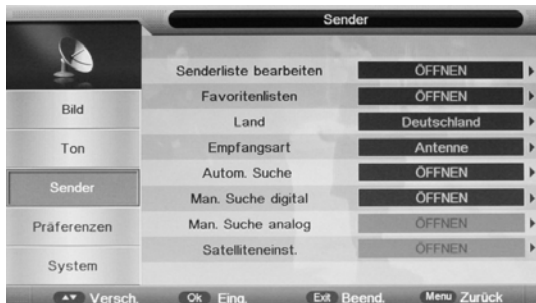 Sender
Senderliste bearbeiten ÖFFNEN
Favoritenlisten ÖFFNEN
Land Deutschland
Empfangsart Antenne
Autom. Suche ÖFFNEN
Man. Suche digital ÖFFNEN
Man. Suche analog ÖFFNEN
Satelliteneinst. ÖFFNEN
Bild
Ton
Sender
Präferenzen
System
Versch. Ok Eing. Exit Beend. Menu Zurück